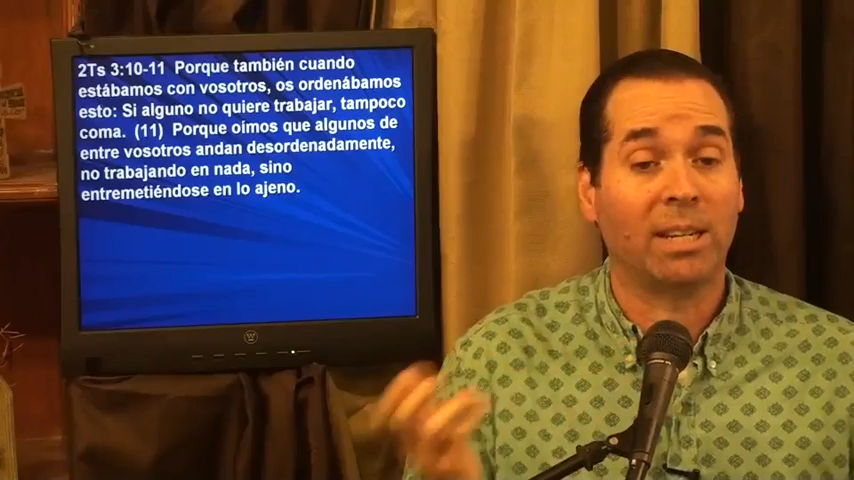 2Ts 3:10-11 Porque también cuando
estábamos con vosotros, os ordenábamos
esto: Si alguno no quiere trabajar, tampoco
coma. (11) Porque oimos que algunos de
entre vosotros andan desordenadamente,
no trabajando en nada, sino
entremetiéndose en lo ajeno.